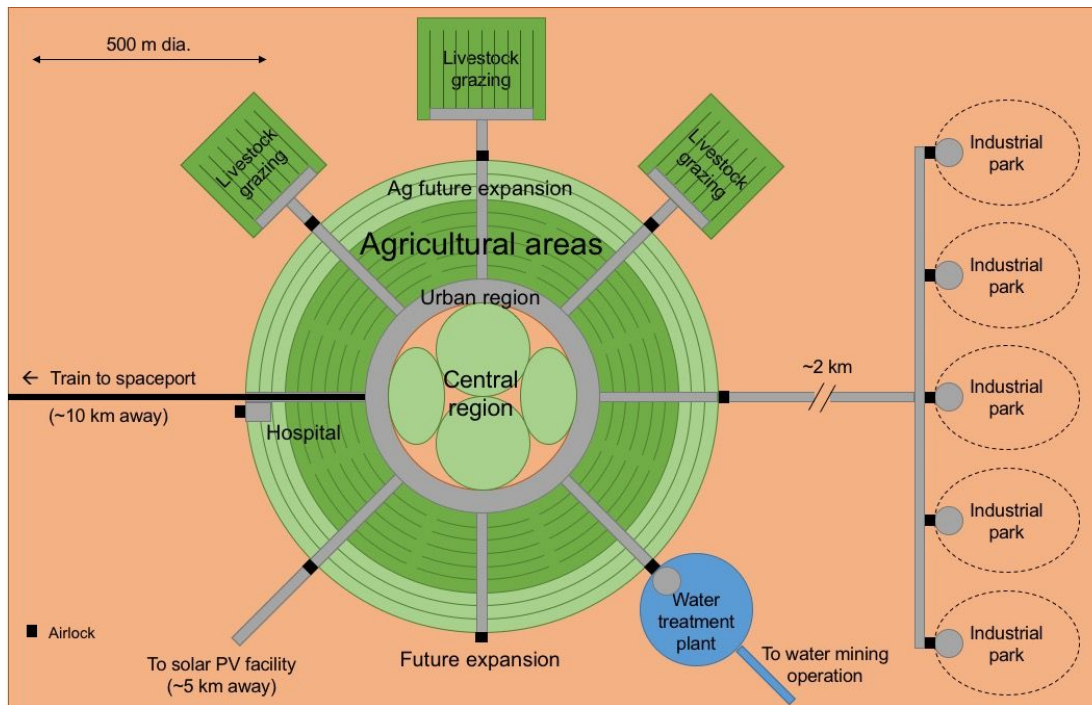 500 m dia.
Livestock
grazing
Livestock
grazing
Livestock
grazing
Ag future expansion
Agricultural areas
Urban region
Central
region
← Train to spaceport
(~10 km away)
Hospital
~2 km
Industrial
park
Industrial
park
Industrial
park
Industrial
park
Industrial
park
Water
treatment
plant
To water mining
operation
Airlock
To solar PV facility
(~5 km away)
Future expansion